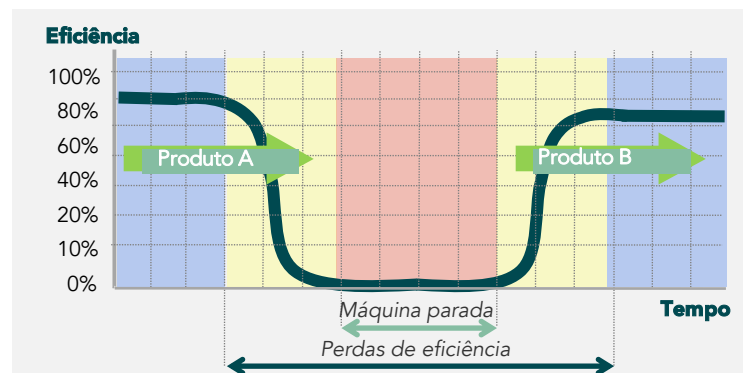 Eficiência
100%
80%
60%
40%
20%
10%
0%
Produto A
Produto B
Máquina parada
Tempo
Perdas de eficiência